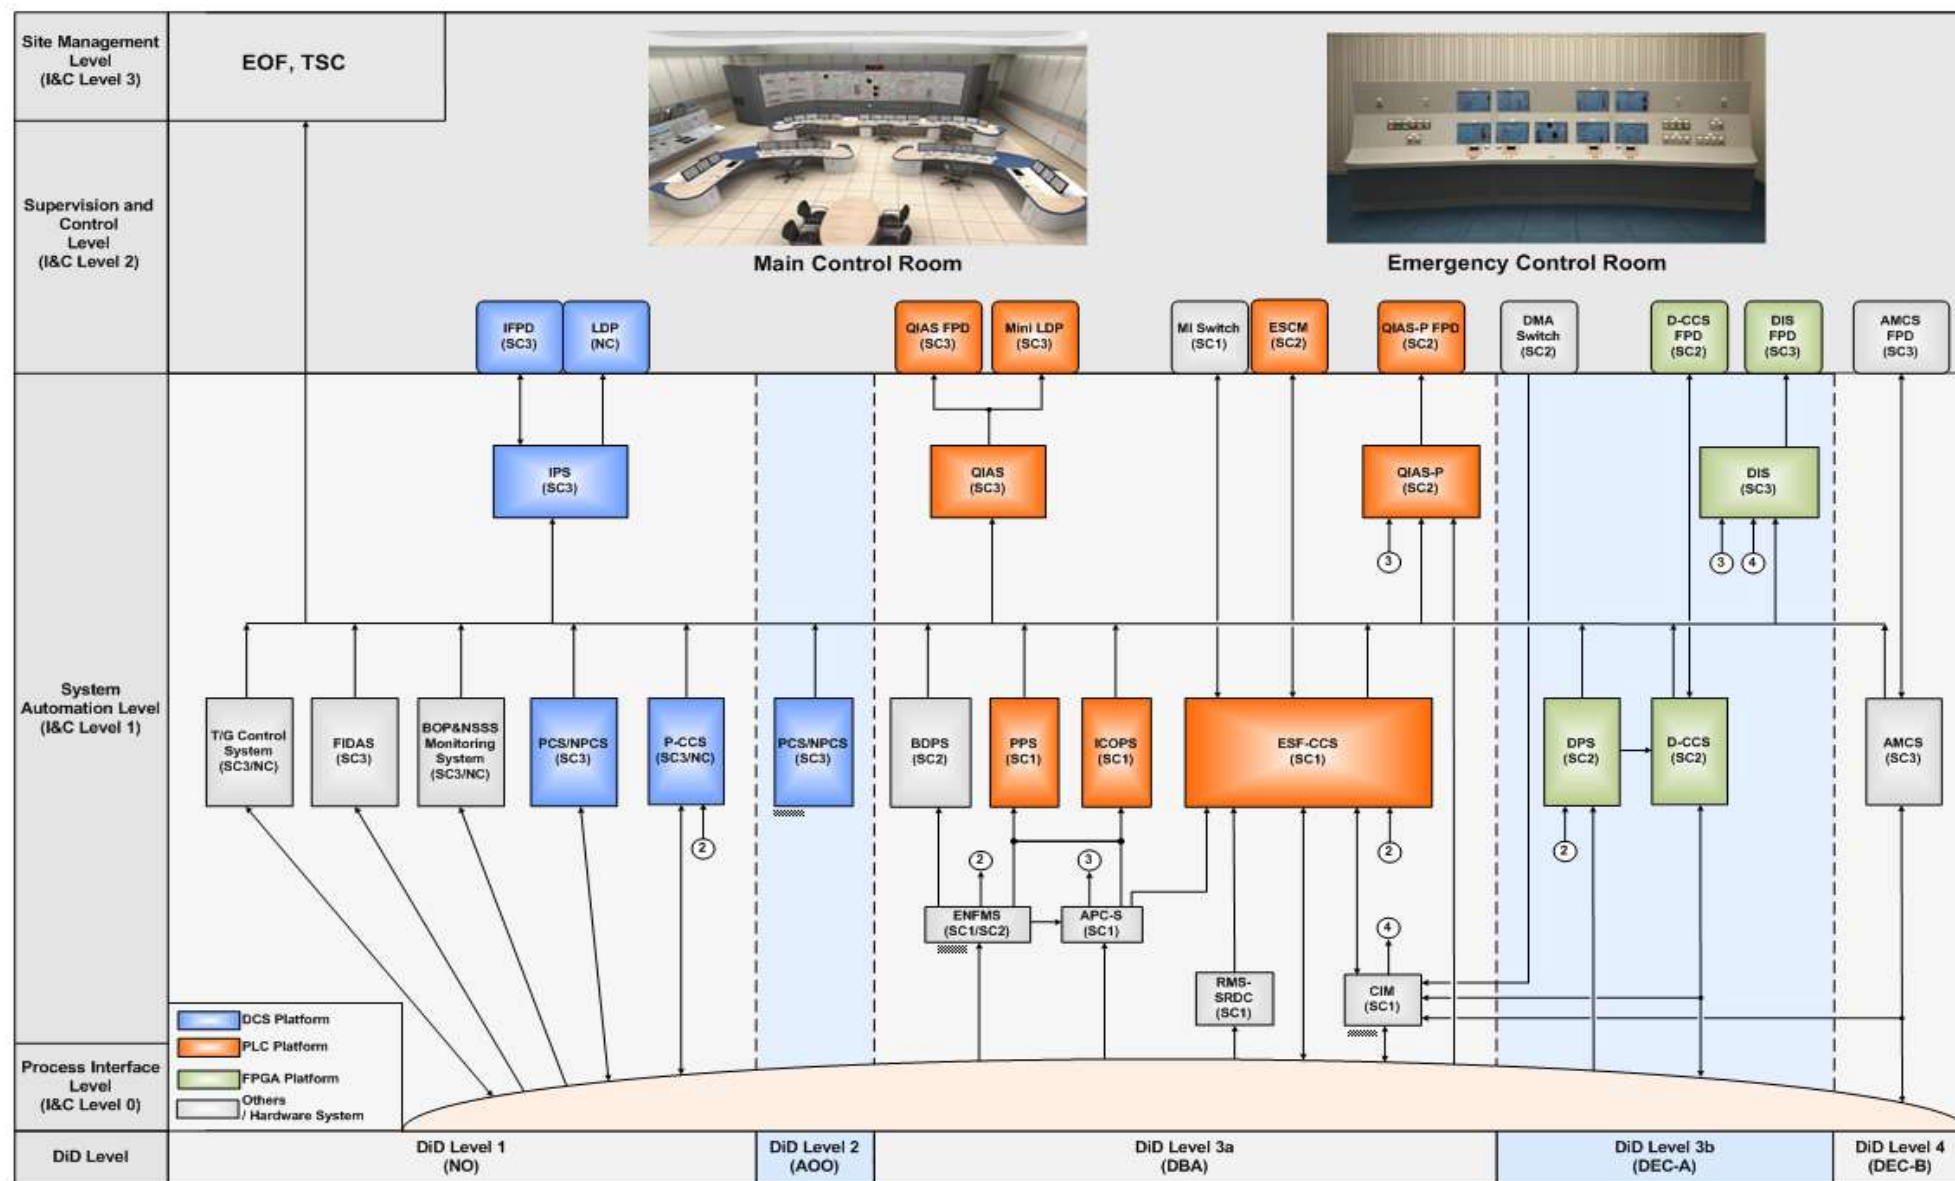 Site Management
Level
(I&C Level 3)
EOF, TSC
Supervision and
Control
Level
(I&C Level 2)
Main Control Room
Emergency Control Room
IFPD
(SC3)
LDP
(NC)
QIAS FPD
(SC3)
Mini LDP
(SC3)
MI Switch
(SC1)
ESCM
(SC2)
QIAS-P FPD
(SC2)
DMA
Switch
(SC2)
D-CCS
FPD
(SC2)
DIS
FPD
(SC3)
AMCS
FPD
(SC3)
IPS
(SC3)
QIAS
(SC3)
QIAS-P
(SC2)
DIS
(SC3)
3
3
4
System
Automation Level
(I&C Level 1)
T/G Control
System
(SC3/NC)
FIDAS
(SC3)
BOP&NSSS
Monitoring
System
(SC3/NC)
PCS/NPCS
(SC3)
P-CCS
(SC3/NC)
PCS/NPCS
(SC3)
BDPS
(SC2)
PPS
(SC1)
ICOPS
(SC1)
ESF-CCS
(SC1)
DPS
(SC2)
D-CCS
(SC2)
AMCS
(SC3)
2
2
3
2
2
ENFMS
(SC1/SC2)
APC-S
(SC1)
4
RMS-
SRDC
(SC1)
CIM
(SC1)
DCS Platform
PLC Platform
FPGA Platform
Others
/ Hardware System
Process Interface
Level
(I&C Level 0)
DiD Level
DiD Level 1
(NO)
DiD Level 2
(AOO)
DiD Level 3a
(DBA)
DiD Level 3b
(DEC-A)
DiD Level 4
(DEC-B)